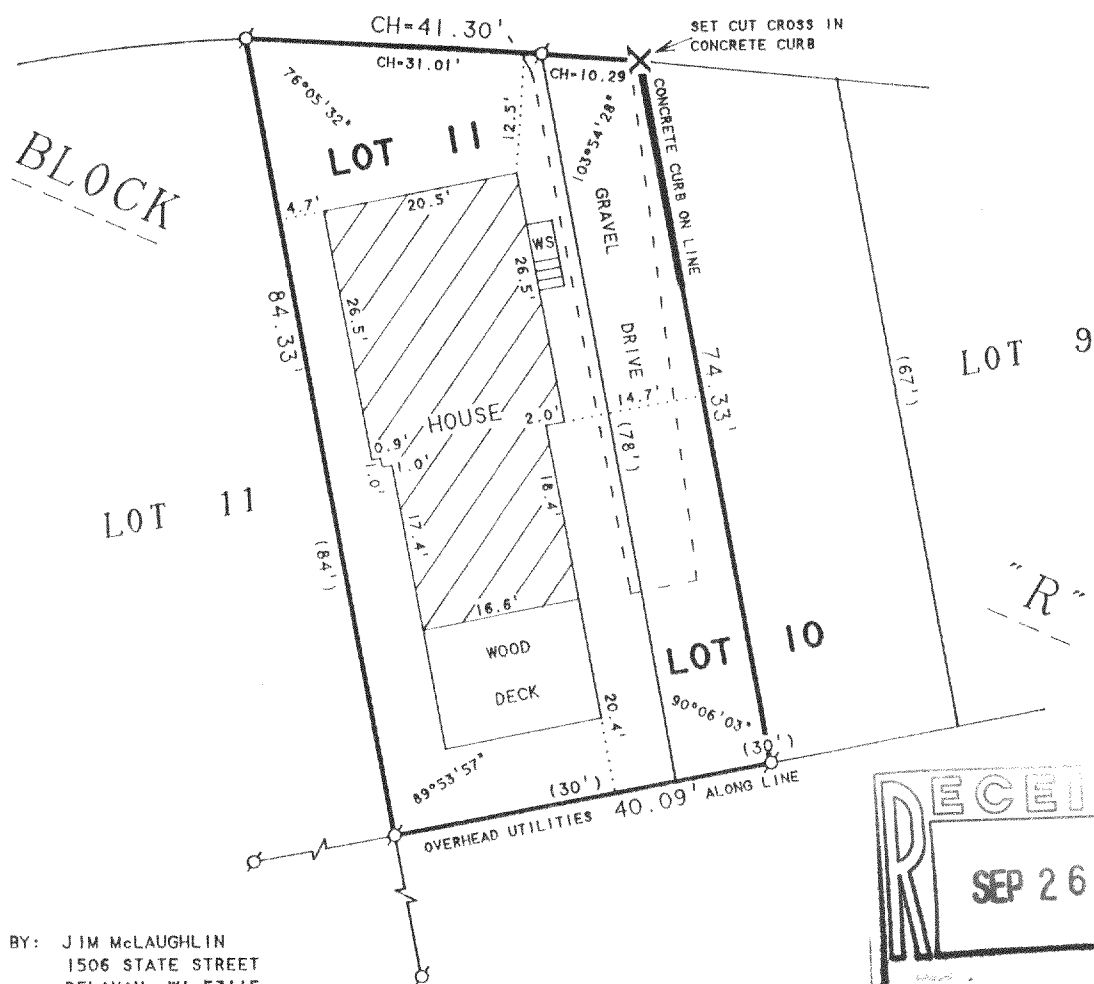 CH=41.30'
SET CUT CROSS IN
CONCRETE CURB
CH=31.01'
CH=10.29
76°05'32"
12.5'
103°54'28"
CONCRETE CURB ON LINE
BLOCK
LOT 11
4.7'
20.5'
GRAVEL
WS
26.5'
26.5'
84.33'
DRIVE
74.33'
LOT 9
(67')
14.7'
HOUSE
2.0'
(78')
0.9'
1.0'
1.0'
18.4'
LOT 11
17.4'
(84')
"R"
16.6'
WOOD
DECK
LOT 10
90°06'03"
20.4'
(30')
89°53'57"
(30')
OVERHEAD UTILITIES 40.09' ALONG LINE
SEP 26
BY: JIM McLAUGHLIN
1506 STATE STREET